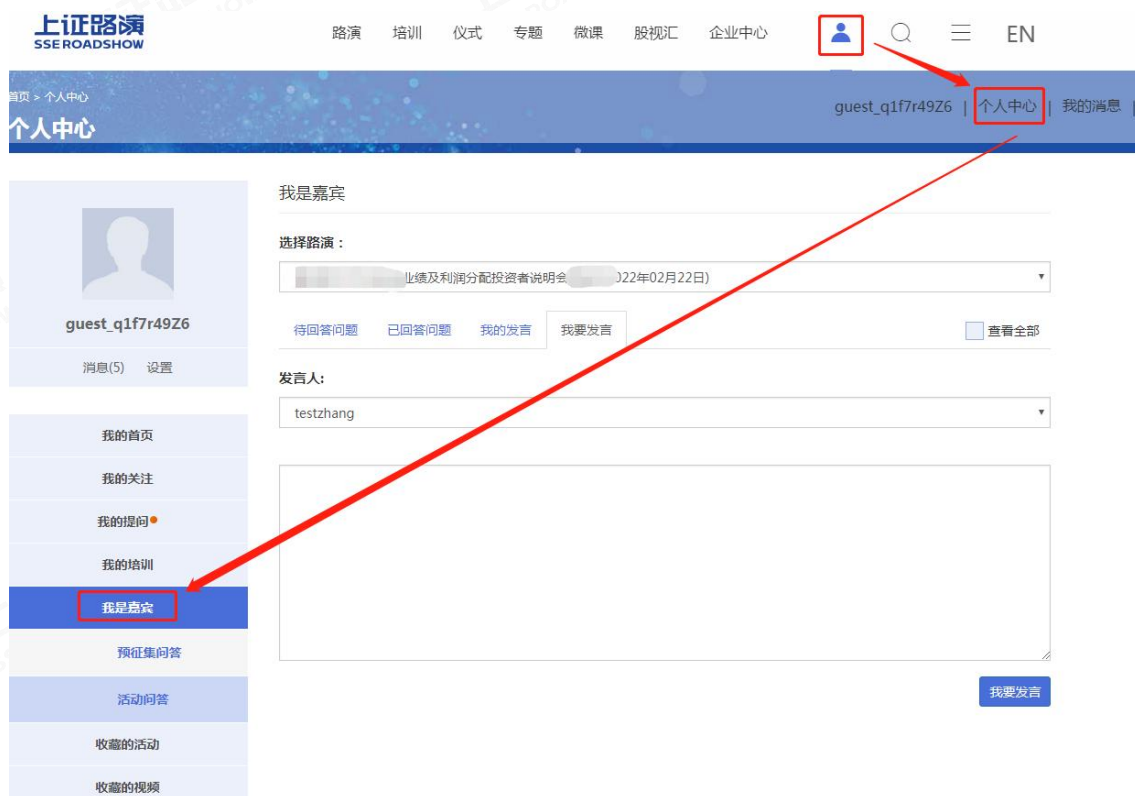 上证路演
SSE ROADSHOW
路演 培训 仪式 专题 微课 股视汇 企业中心 EN
首页 > 个人中心
个人中心
guest_q1f7r49Z6 | 个人中心 | 我的消息 |
我是嘉宾
选择路演：
业绩及利润分配投资者说明会 022年02月22日)
guest_q1f7r49Z6
待回答问题 已回答问题 我的发言 我要发言 查看全部
消息(5) 设置
发言人:
testzhang
我的首页
我的关注
我的提问
我的培训
我是嘉宾
预征集问答
活动问答
我要发言
收藏的活动
收藏的视频